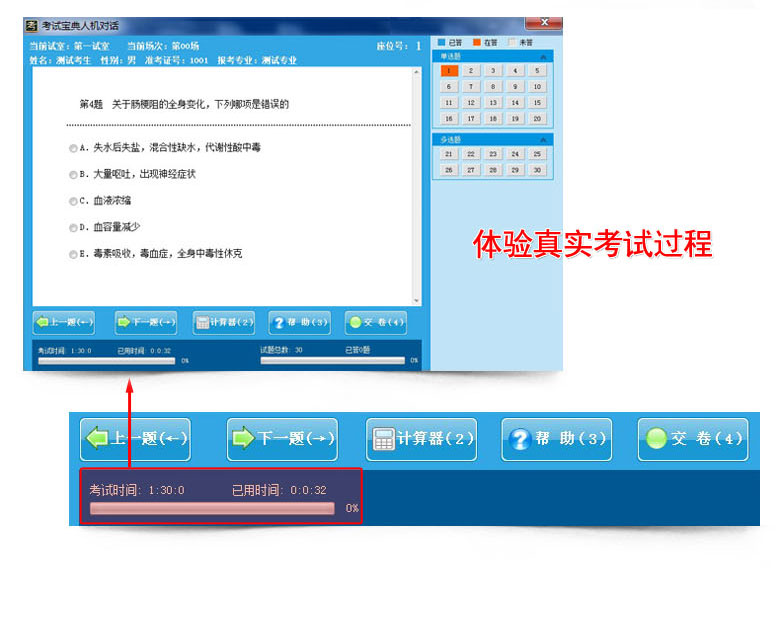 考试宝典人机对话
当前试室：第一试室 当前场次：第00场 座位号：1
姓名：测试考生 性别：男 准考证号：1001 报考专业：测试专业
已答 在答 未答
单选题
1 2 3 4 5
6 7 8 9 10
11 12 13 14 15
16 17 18 19 20
多选题
21 22 23 24 25
26 27 28 29 30
第4题 关于肠梗阻的全身变化，下列哪项是错误的
A. 失水后失盐，混合性缺水，代谢性酸中毒
B. 大量呕吐，出现神经症状
C. 血液浓缩
D. 血容量减少
E. 毒素吸收，毒血症，全身中毒性休克
体验真实考试过程
上一题(←) 下一题(→) 计算器(2) 帮 助(3) 交 卷(4)
考试时间：1:30:0 已用时间：0:0:32 试题总数：30 已答0题
0% 0%
上一题(←) 下一题(→) 计算器(2) 帮 助(3) 交 卷(4)
考试时间：1:30:0 已用时间：0:0:32
0%